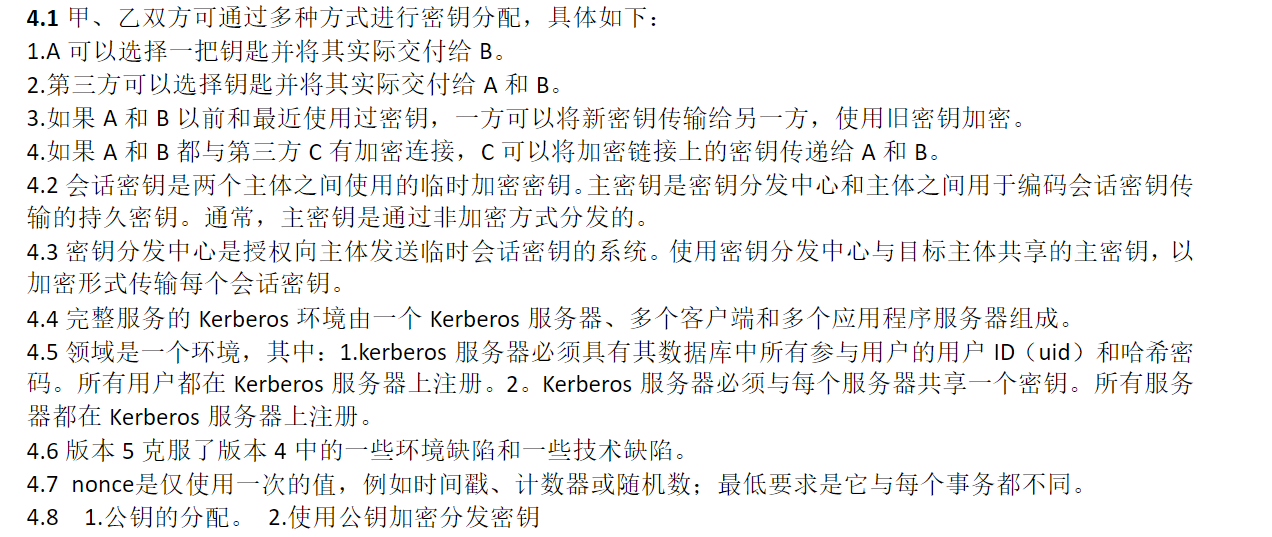 4.1 甲、乙双方可通过多种方式进行密钥分配，具体如下：
1.A 可以选择一把钥匙并将其实际交付给 B。
2.第三方可以选择钥匙并将其实际交付给 A 和 B。
3.如果 A 和 B 以前和最近使用过密钥，一方可以将新密钥传输给另一方，使用旧密钥加密。
4.如果 A 和 B 都与第三方 C 有加密连接，C 可以将加密链接上的密钥传递给 A 和 B。
4.2 会话密钥是两个主体之间使用的临时加密密钥。主密钥是密钥分发中心和主体之间用于编码会话密钥传
输的持久密钥。通常，主密钥是通过非加密方式分发的。
4.3 密钥分发中心是授权向主体发送临时会话密钥的系统。使用密钥分发中心与目标主体共享的主密钥，以
加密形式传输每个会话密钥。
4.4 完整服务的 Kerberos 环境由一个 Kerberos 服务器、多个客户端和多个应用程序服务器组成。
4.5 领域是一个环境，其中：1.kerberos 服务器必须具有其数据库中所有参与用户的用户 ID（uid）和哈希密
码。所有用户都在 Kerberos 服务器上注册。2。Kerberos 服务器必须与每个服务器共享一个密钥。所有服务
器都在 Kerberos 服务器上注册。
4.6 版本 5 克服了版本 4 中的一些环境缺陷和一些技术缺陷。
4.7 nonce是仅使用一次的值，例如时间戳、计数器或随机数；最低要求是它与每个事务都不同。
4.8 1.公钥的分配。 2.使用公钥加密分发密钥